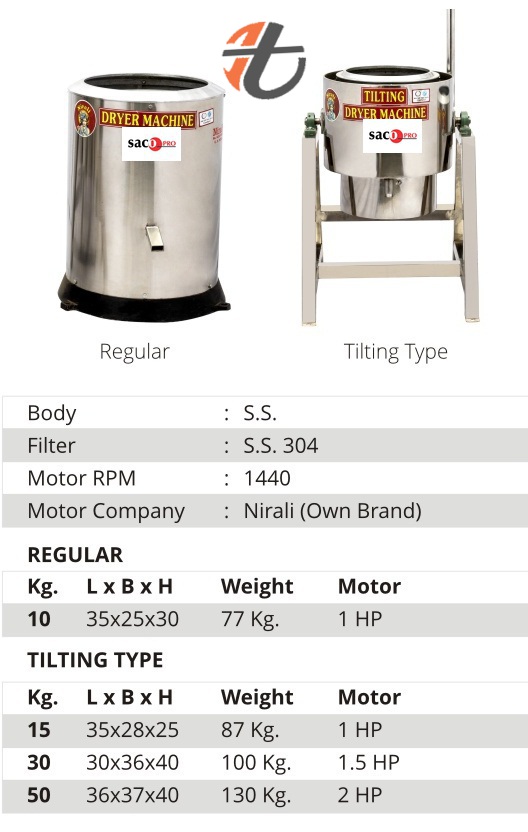 t
DRYER MACHINE
saco PRO
TILTING
DRYER MACHINE
saco PRO
Regular
Tilting Type
Body : S.S.
Filter : S.S. 304
Motor RPM : 1440
Motor Company : Nirali (Own Brand)
REGULAR
Kg. L x B x H Weight Motor
10 35x25x30 77 Kg. 1 HP
TILTING TYPE
Kg. L x B x H Weight Motor
15 35x28x25 87 Kg. 1 HP
30 30x36x40 100 Kg. 1.5 HP
50 36x37x40 130 Kg. 2 HP